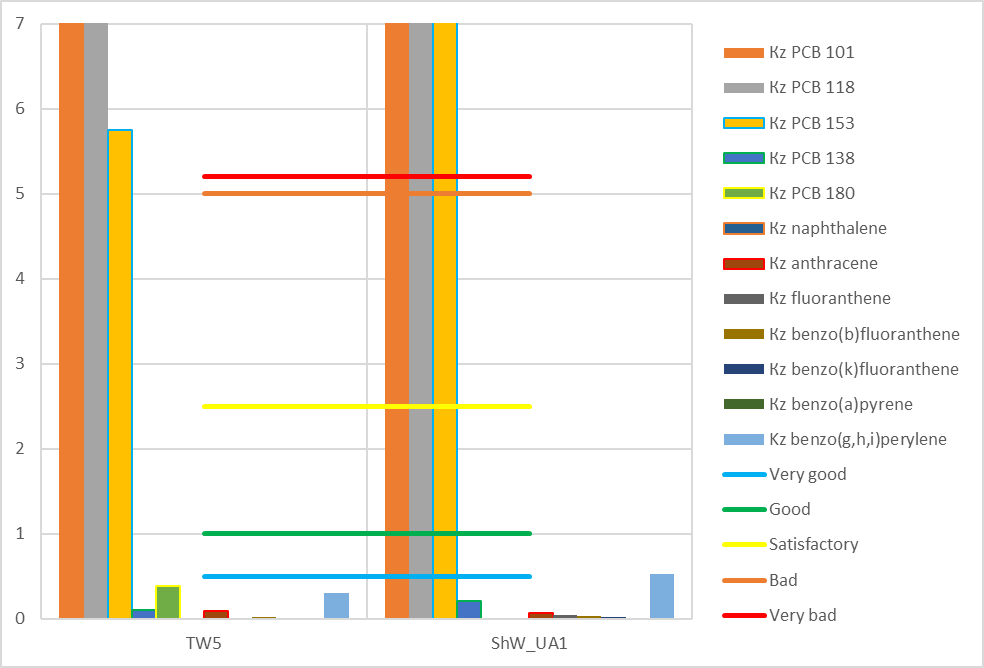 7
6
5
4
3
2
1
0
TW5
ShW_UA1
Kz PCB 101
Kz PCB 118
Kz PCB 153
Kz PCB 138
Kz PCB 180
Kz naphthalene
Kz anthracene
Kz fluoranthene
Kz benzo(b)fluoranthene
Kz benzo(k)fluoranthene
Kz benzo(a)pyrene
Kz benzo(g,h,i)perylene
Very good
Good
Satisfactory
Bad
Very bad